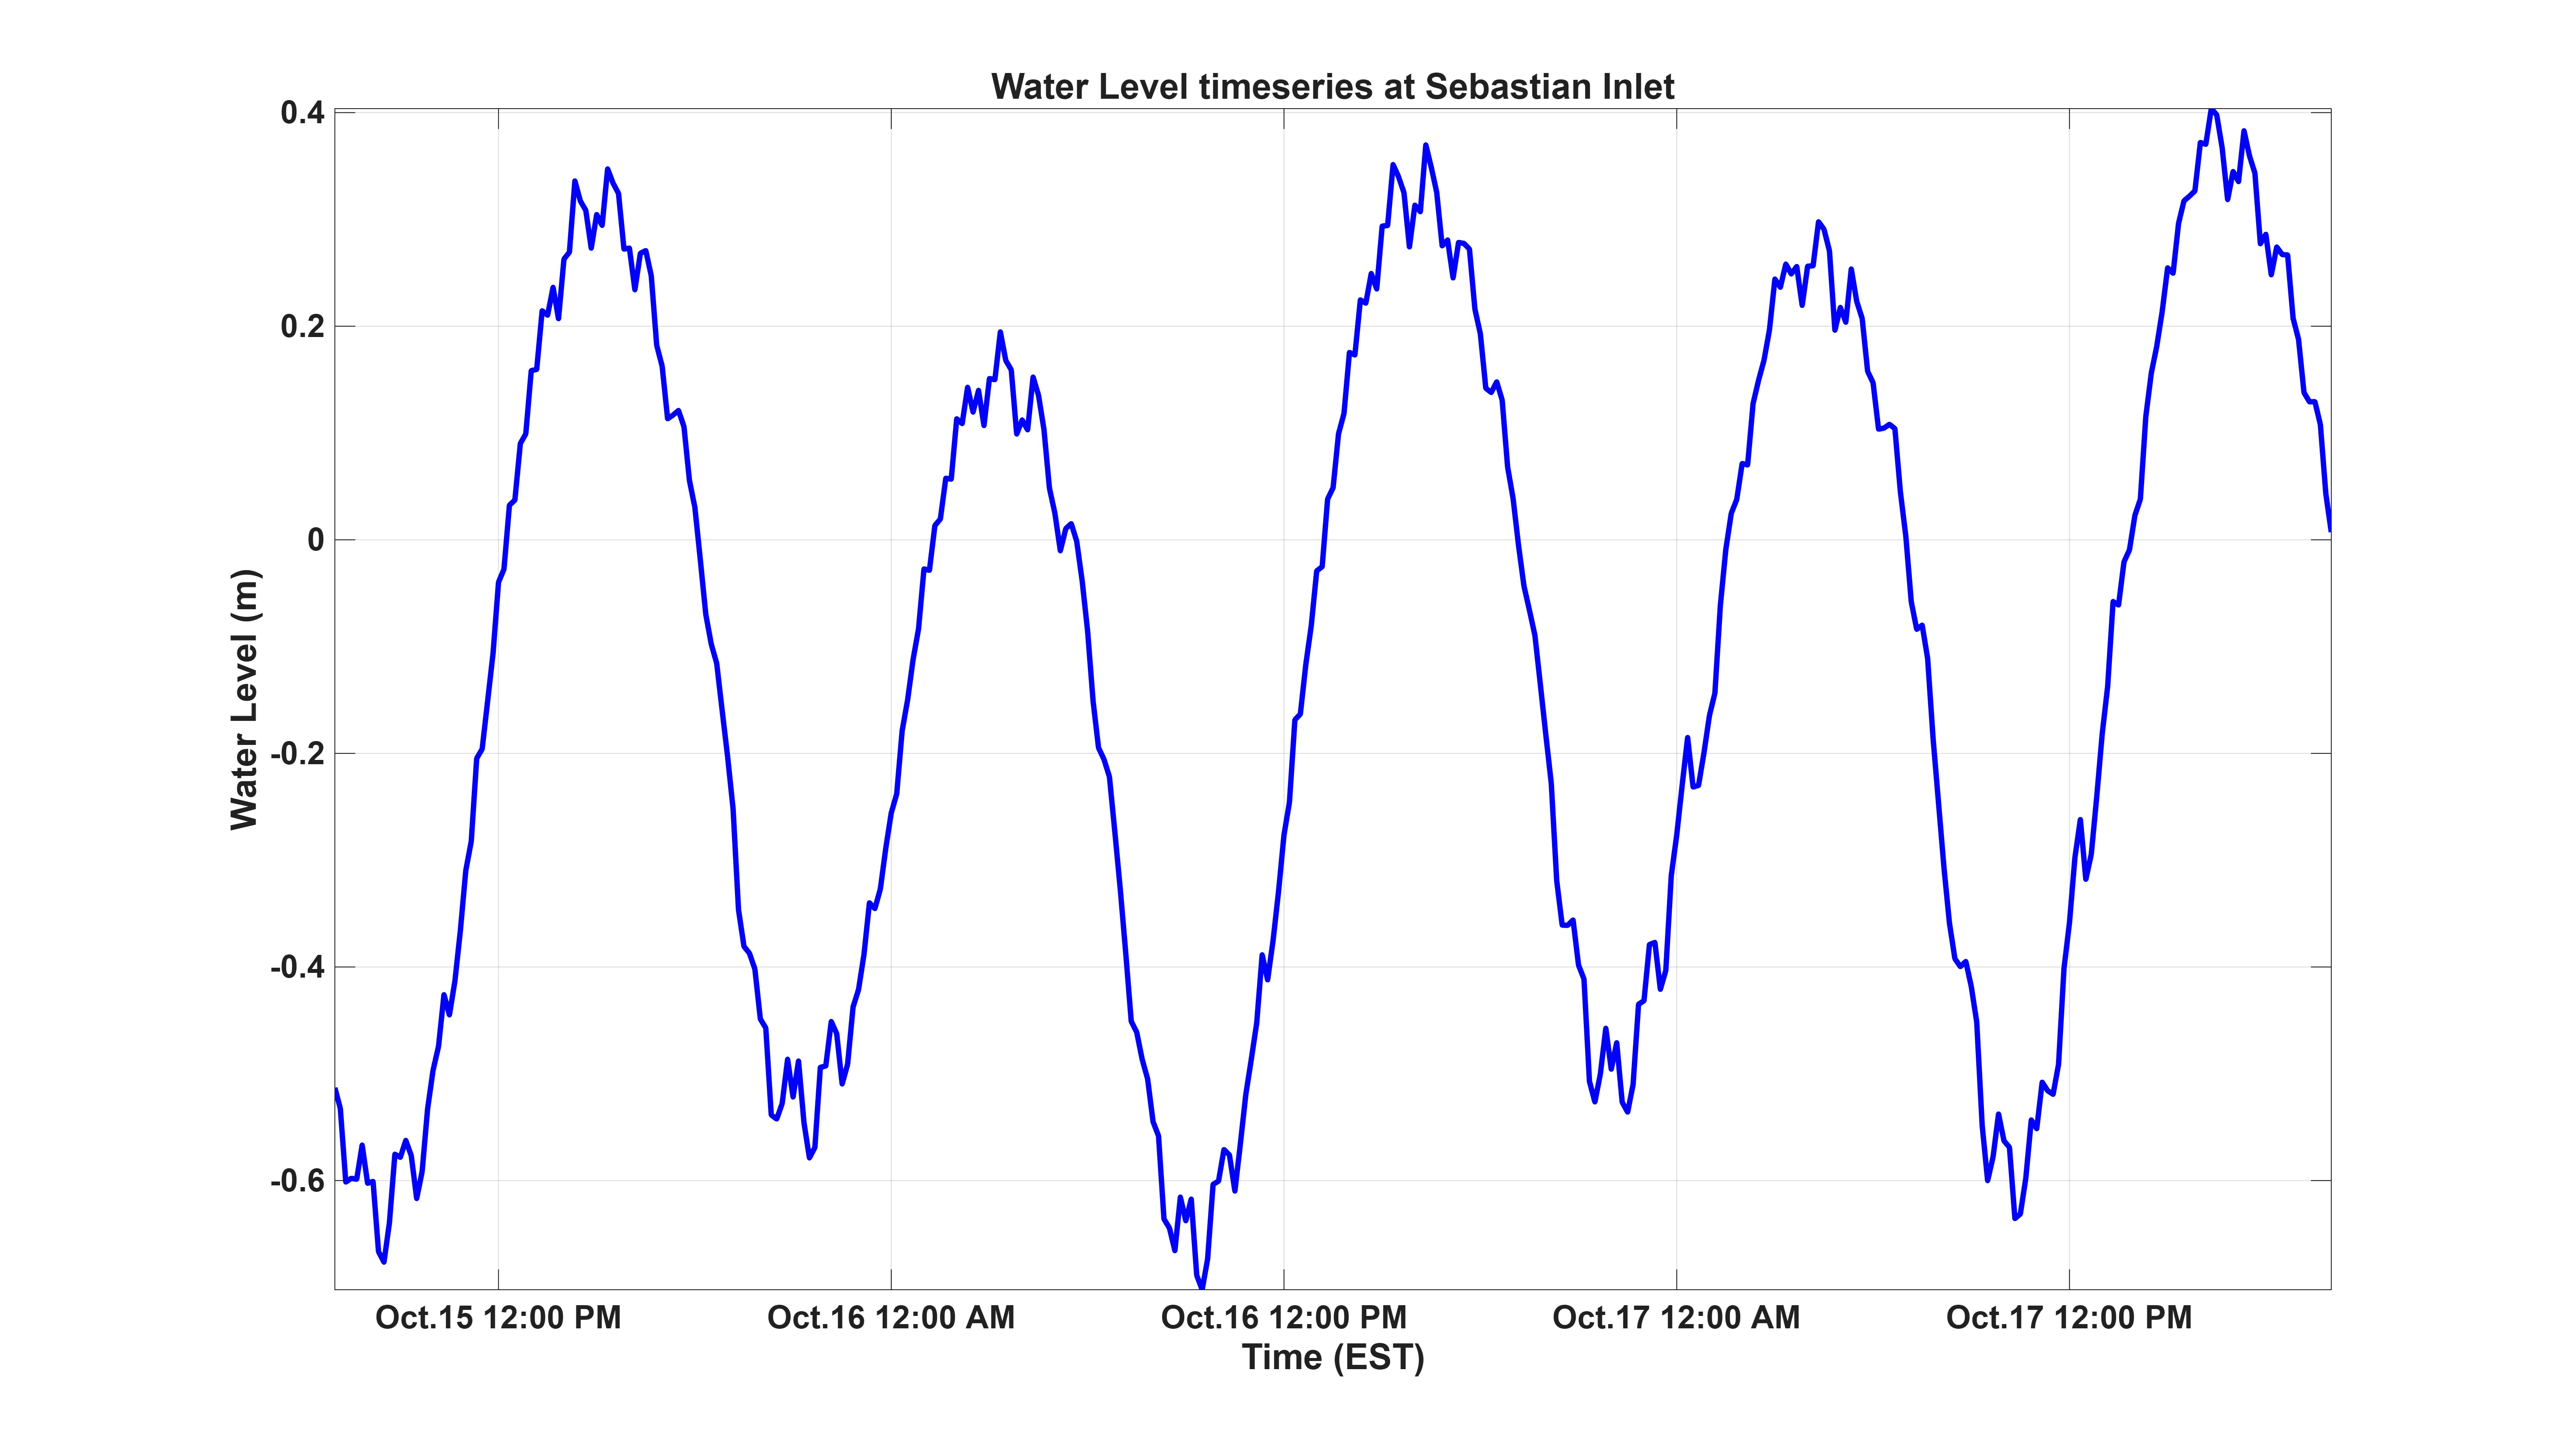 Water Level timeseries at Sebastian Inlet
0.4
0.2
0
-0.2
-0.4
-0.6
Water Level (m)
Oct.15 12:00 PM
Oct.16 12:00 AM
Oct.16 12:00 PM
Oct.17 12:00 AM
Oct.17 12:00 PM
Time (EST)